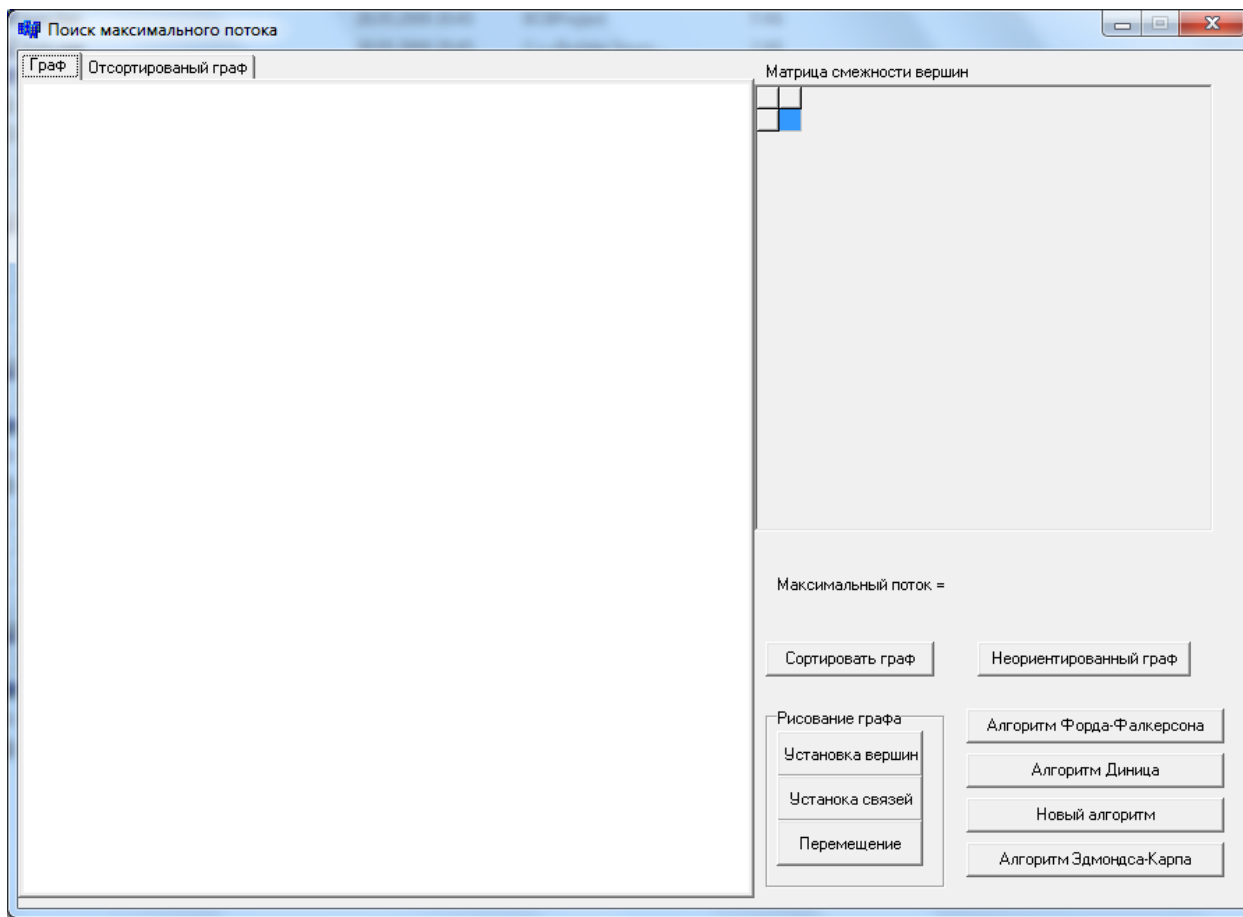 Поиск максимального потока
Граф
Отсортированый граф
Матрица смежности вершин
Максимальный поток =
Сортировать граф
Неориентированный граф
Рисование графа
Установка вершин
Устанока связей
Перемещение
Алгоритм Форда-Фалкерсона
Алгоритм Диница
Новый алгоритм
Алгоритм Эдмондса-Карпа